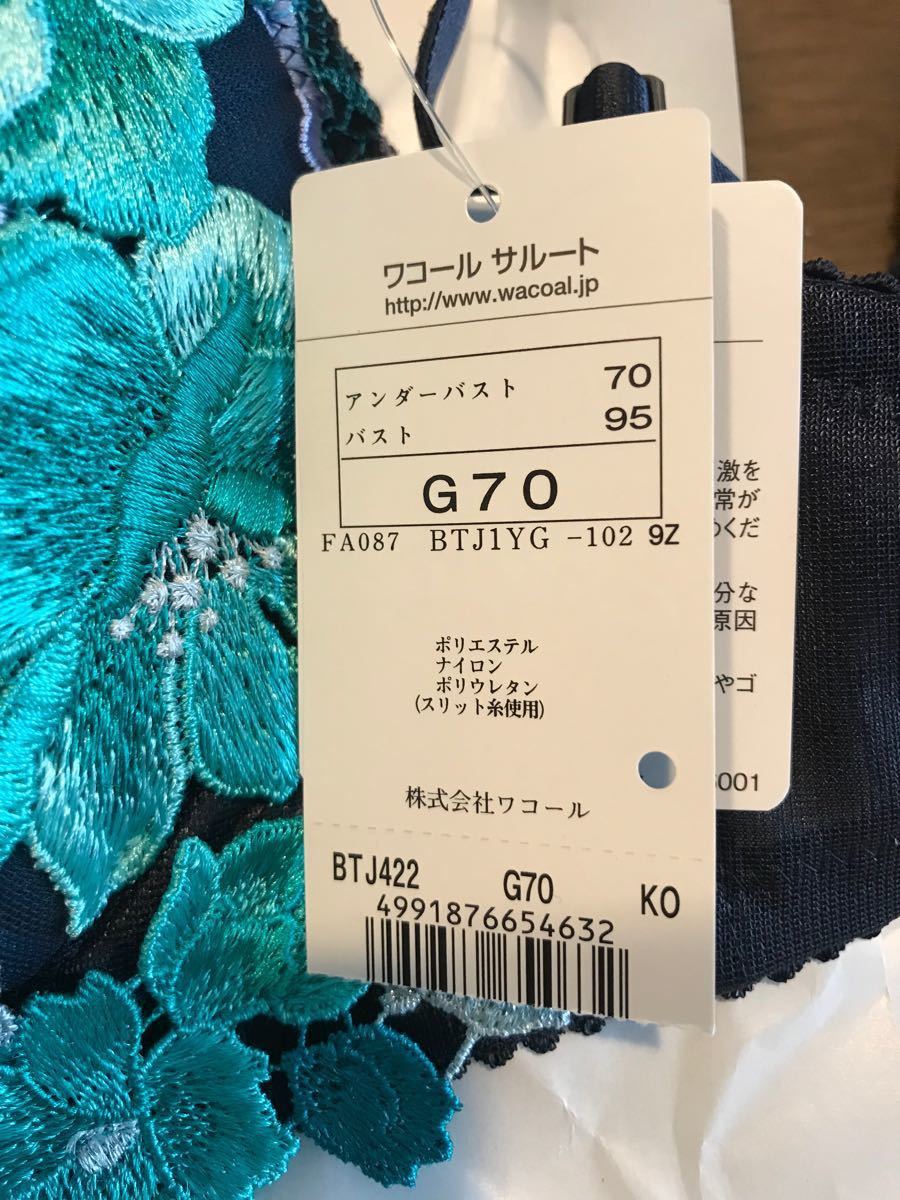 ワコール サルート
http://www.wacoal.jp
アンダーバスト 70
バスト 95
G70
FA087 BTJ1YG -102 9Z
ポリエステル
ナイロン
ポリウレタン
(スリット糸使用)
株式会社ワコール
BTJ422 G70 KO
4991876654632
激を
常が
くだ
分な
原因
やゴ
001